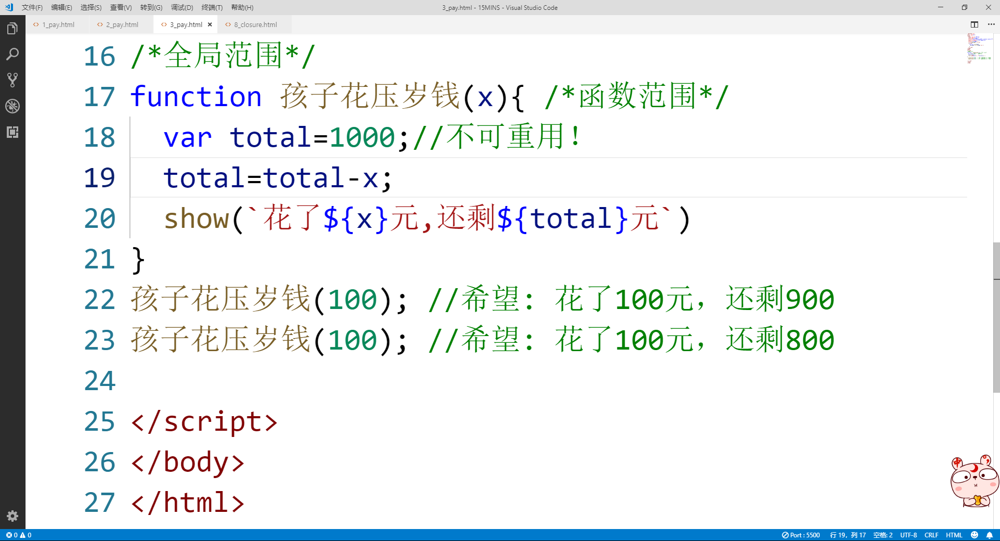 文件(F) 编辑(E) 选择(S) 查看(V) 转到(G) 调试(D) 终端(T) 帮助(H) 3_pay.html - 15MINS - Visual Studio Code
1_pay.html 2_pay.html 3_pay.html 8_closure.html
16 /*全局范围*/
17 function 孩子花压岁钱(x){ /*函数范围*/
18 var total=1000;//不可重用!
19 total=total-x;
20 show(`花了${x}元,还剩${total}元`)
21 }
22 孩子花压岁钱(100); //希望: 花了100元，还剩900
23 孩子花压岁钱(100); //希望: 花了100元，还剩800
24
25 </script>
26 </body>
27 </html>
中
0 0 Port : 5500 行 19，列 17 空格: 2 UTF-8 CRLF HTML